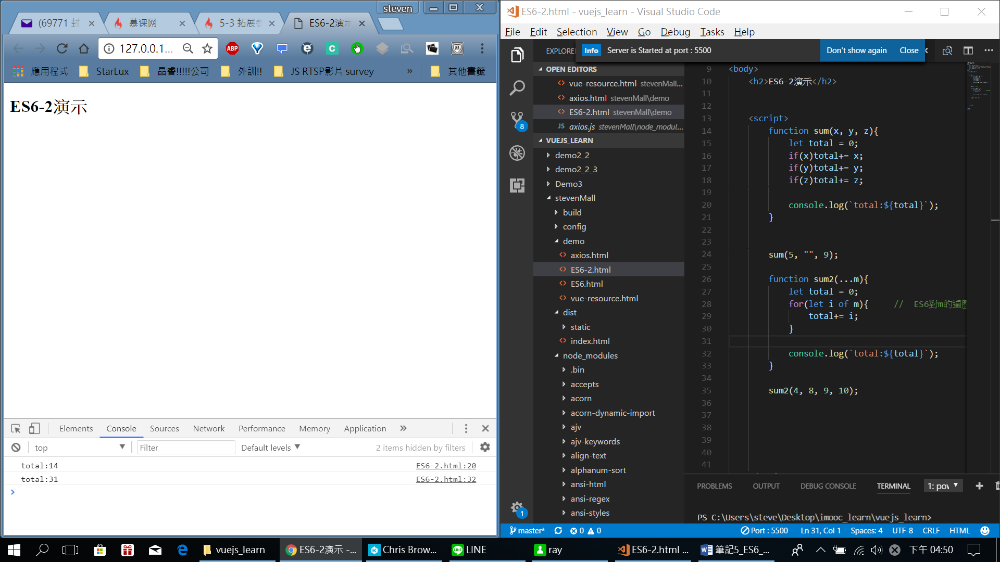 steven
(69771 封
慕课网
5-3 拓展参
ES6-2演示
127.0.0.1...
ABP
應用程式
StarLux
晶睿!!!!!公司
外訓!!
JS RTSP影片 survey
»
其他書籤
ES6-2演示
Elements Console Sources Network Performance Memory Application »
top
Filter
Default levels
2 items hidden by filters
total:14 ES6-2.html:20
total:31 ES6-2.html:32
>
ES6-2.html - vuejs_learn - Visual Studio Code
File Edit Selection View Go Debug Tasks Help
EXPLORE
Info Server is Started at port : 5500
Don't show again Close
8
OPEN EDITORS
vue-resource.html stevenMall...
axios.html stevenMall\demo
ES6-2.html stevenMall\demo
JS axios.js stevenMall\node_modul...
VUEJS_LEARN
demo2_2
demo2_2_3
Demo3
stevenMall
build
config
demo
axios.html
ES6-2.html
ES6.html
vue-resource.html
dist
static
index.html
node_modules
.bin
accepts
acorn
acorn-dynamic-import
ajv
ajv-keywords
align-text
alphanum-sort
ansi-html
ansi-regex
ansi-styles
1
9 <body>
10 <h2>ES6-2演示</h2>
11
12
13 <script>
14 function sum(x, y, z){
15 let total = 0;
16 if(x)total+= x;
17 if(y)total+= y;
18 if(z)total+= z;
19
20 console.log(`total:${total}`);
21 }
22
23
24 sum(5, "", 9);
25
26 function sum2(...m){
27 let total = 0;
28 for(let i of m){ // ES6對m的遍歷
29 total+= i;
30 }
31
32 console.log(`total:${total}`);
33 }
34
35 sum2(4, 8, 9, 10);
36
37
38
39
40
41
PROBLEMS OUTPUT DEBUG CONSOLE TERMINAL 1: pov
PS C:\Users\steve\Desktop\imooc_learn\vuejs_learn>
master* 0 0 Port : 5500 Ln 31, Col 1 Spaces: 4 UTF-8 CRLF HTML
vuejs_learn
ES6-2演示 -...
Chris Brow...
LINE
ray
ES6-2.html ...
筆記5_ES6_...
下午 04:50